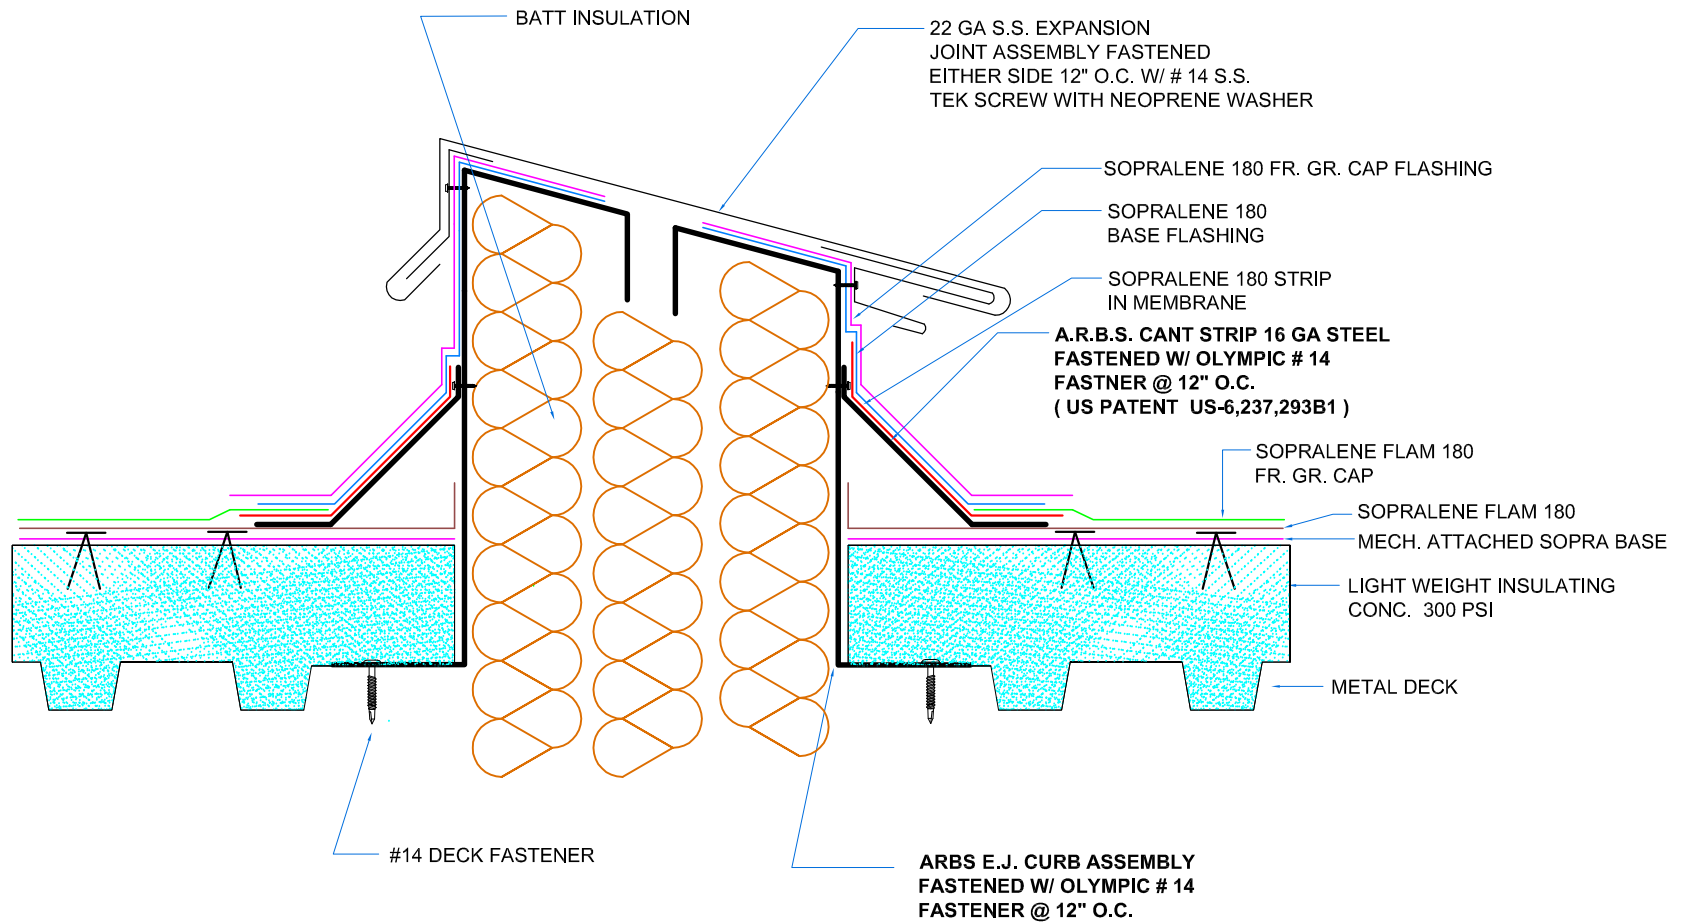 BATT INSULATION
22 GA S.S. EXPANSION
JOINT ASSEMBLY FASTENED
EITHER SIDE 12" O.C. W/ # 14 S.S.
TEK SCREW WITH NEOPRENE WASHER
SOPRALENE 180 FR. GR. CAP FLASHING
SOPRALENE 180
BASE FLASHING
SOPRALENE 180 STRIP
IN MEMBRANE
A.R.B.S. CANT STRIP 16 GA STEEL
FASTENED W/ OLYMPIC # 14
FASTNER @ 12" O.C.
( US PATENT  US-6,237,293B1 )
SOPRALENE FLAM 180
FR. GR. CAP
SOPRALENE FLAM 180
MECH. ATTACHED SOPRA BASE
LIGHT WEIGHT INSULATING
CONC.  300 PSI
METAL DECK
#14 DECK FASTENER
ARBS E.J. CURB ASSEMBLY
FASTENED W/ OLYMPIC # 14
FASTENER @ 12" O.C.